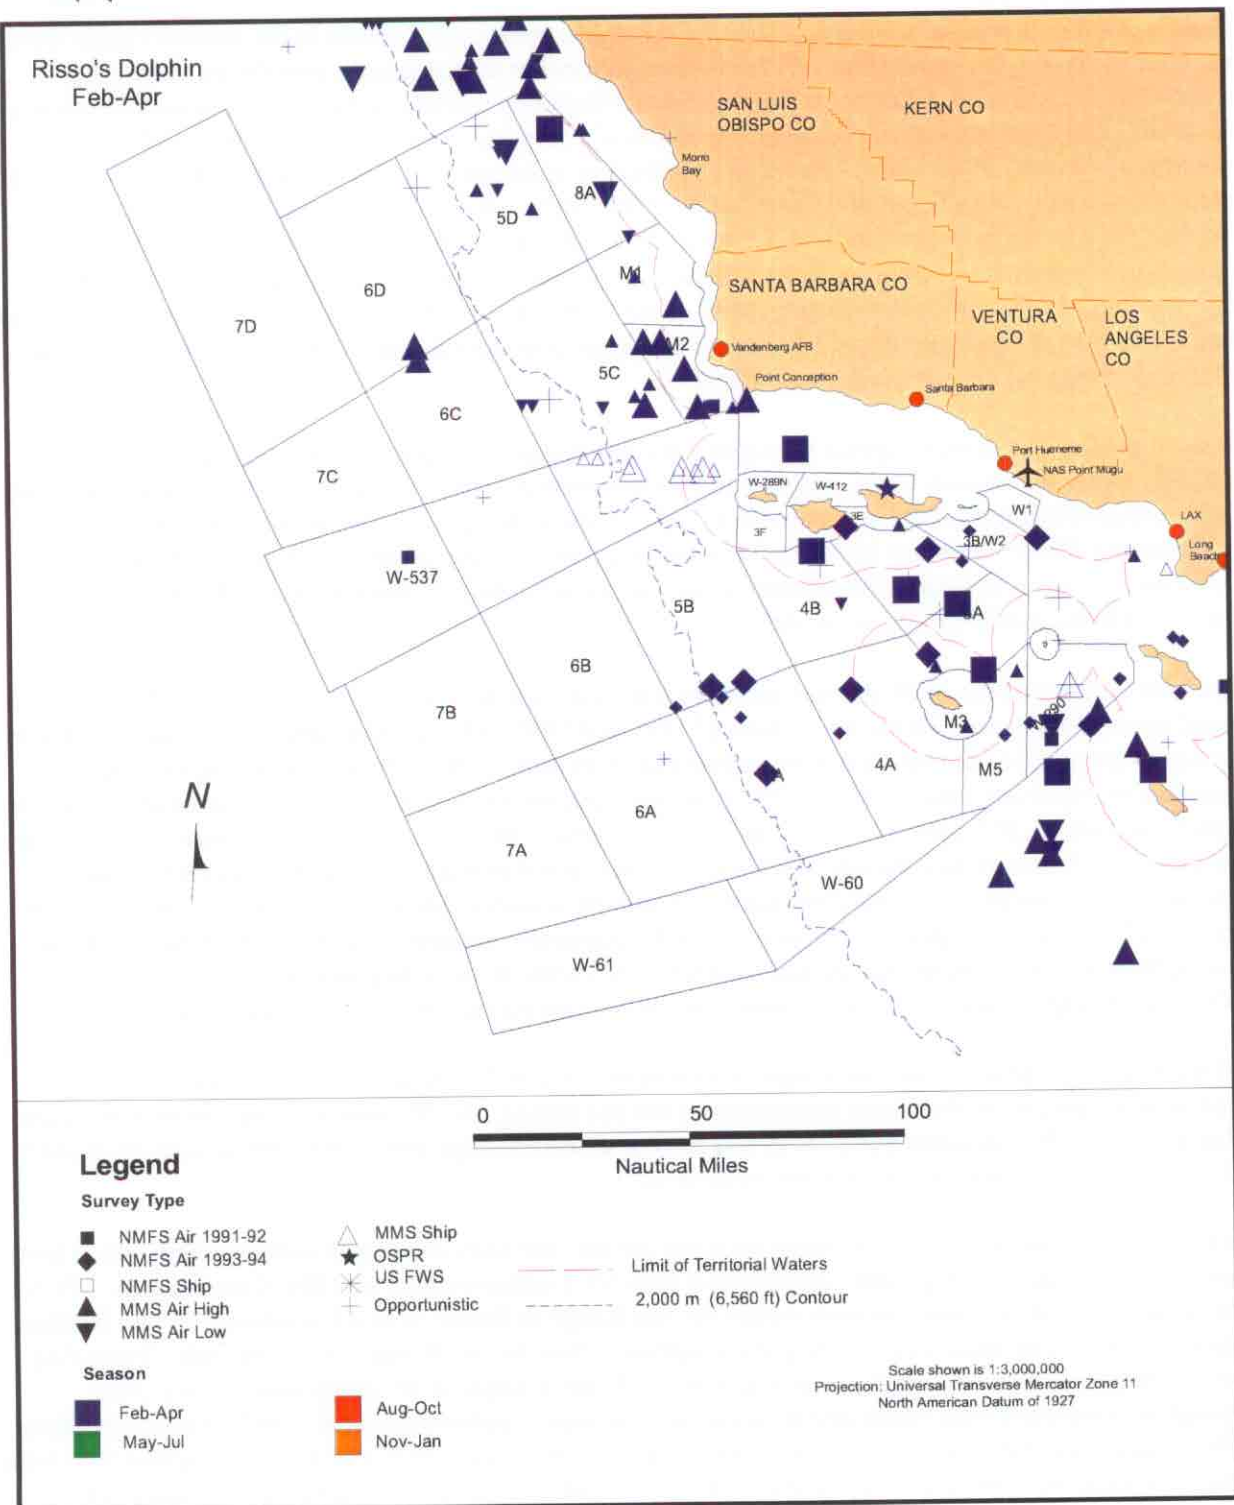 Risso's Dolphin
Feb-Apr
SAN LUIS
OBISPO CO
KERN CO
Morro
Bay
8A
5D
M1
6D
SANTA BARBARA CO
7D
VENTURA
CO
LOS
ANGELES
CO
M2
Vandenberg AFB
5C
Point Conception
Santa Barbara
6C
7C
Port Hueneme
NAS Point Mugu
W-289N
W-412
3E
W1
LAX
3F
3B/W2
Long
Beach
W-537
5B
4B
6B
7B
M3
4A
M5
6A
7A
N
W-60
W-61
0
50
100
Nautical Miles
Legend
Survey Type
NMFS Air 1991-92
NMFS Air 1993-94
NMFS Ship
MMS Air High
MMS Air Low
MMS Ship
OSPR
US FWS
Opportunistic
Limit of Territorial Waters
2,000 m (6,560 ft) Contour
Season
Feb-Apr
May-Jul
Aug-Oct
Nov-Jan
Scale shown is 1:3,000,000
Projection: Universal Transverse Mercator Zone 11
North American Datum of 1927